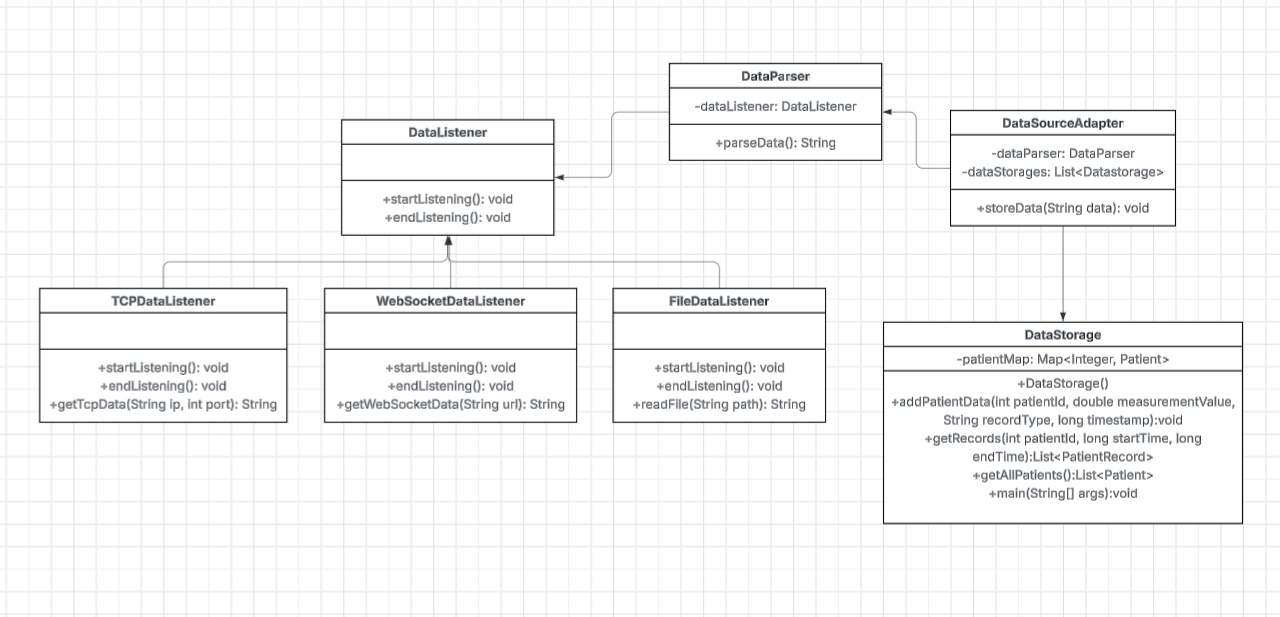 DataParser
-dataListener: DataListener
+parseData(): String
DataSourceAdapter
-dataParser: DataParser
-dataStorages: List<Datastorage>
+storeData(String data): void
DataListener
+startListening(): void
+endListening(): void
TCPDataListener
+startListening(): void
+endListening(): void
+getTcpData(String ip, int port): String
WebSocketDataListener
+startListening(): void
+endListening(): void
+getWebSocketData(String url): String
FileDataListener
+startListening(): void
+endListening(): void
+readFile(String path): String
DataStorage
-patientMap: Map<Integer, Patient>
+DataStorage()
+addPatientData(int patientId, double measurementValue,
String recordType, long timestamp):void
+getRecords(int patientId, long startTime, long
endTime):List<PatientRecord>
+getAllPatients():List<Patient>
+main(String[] args):void